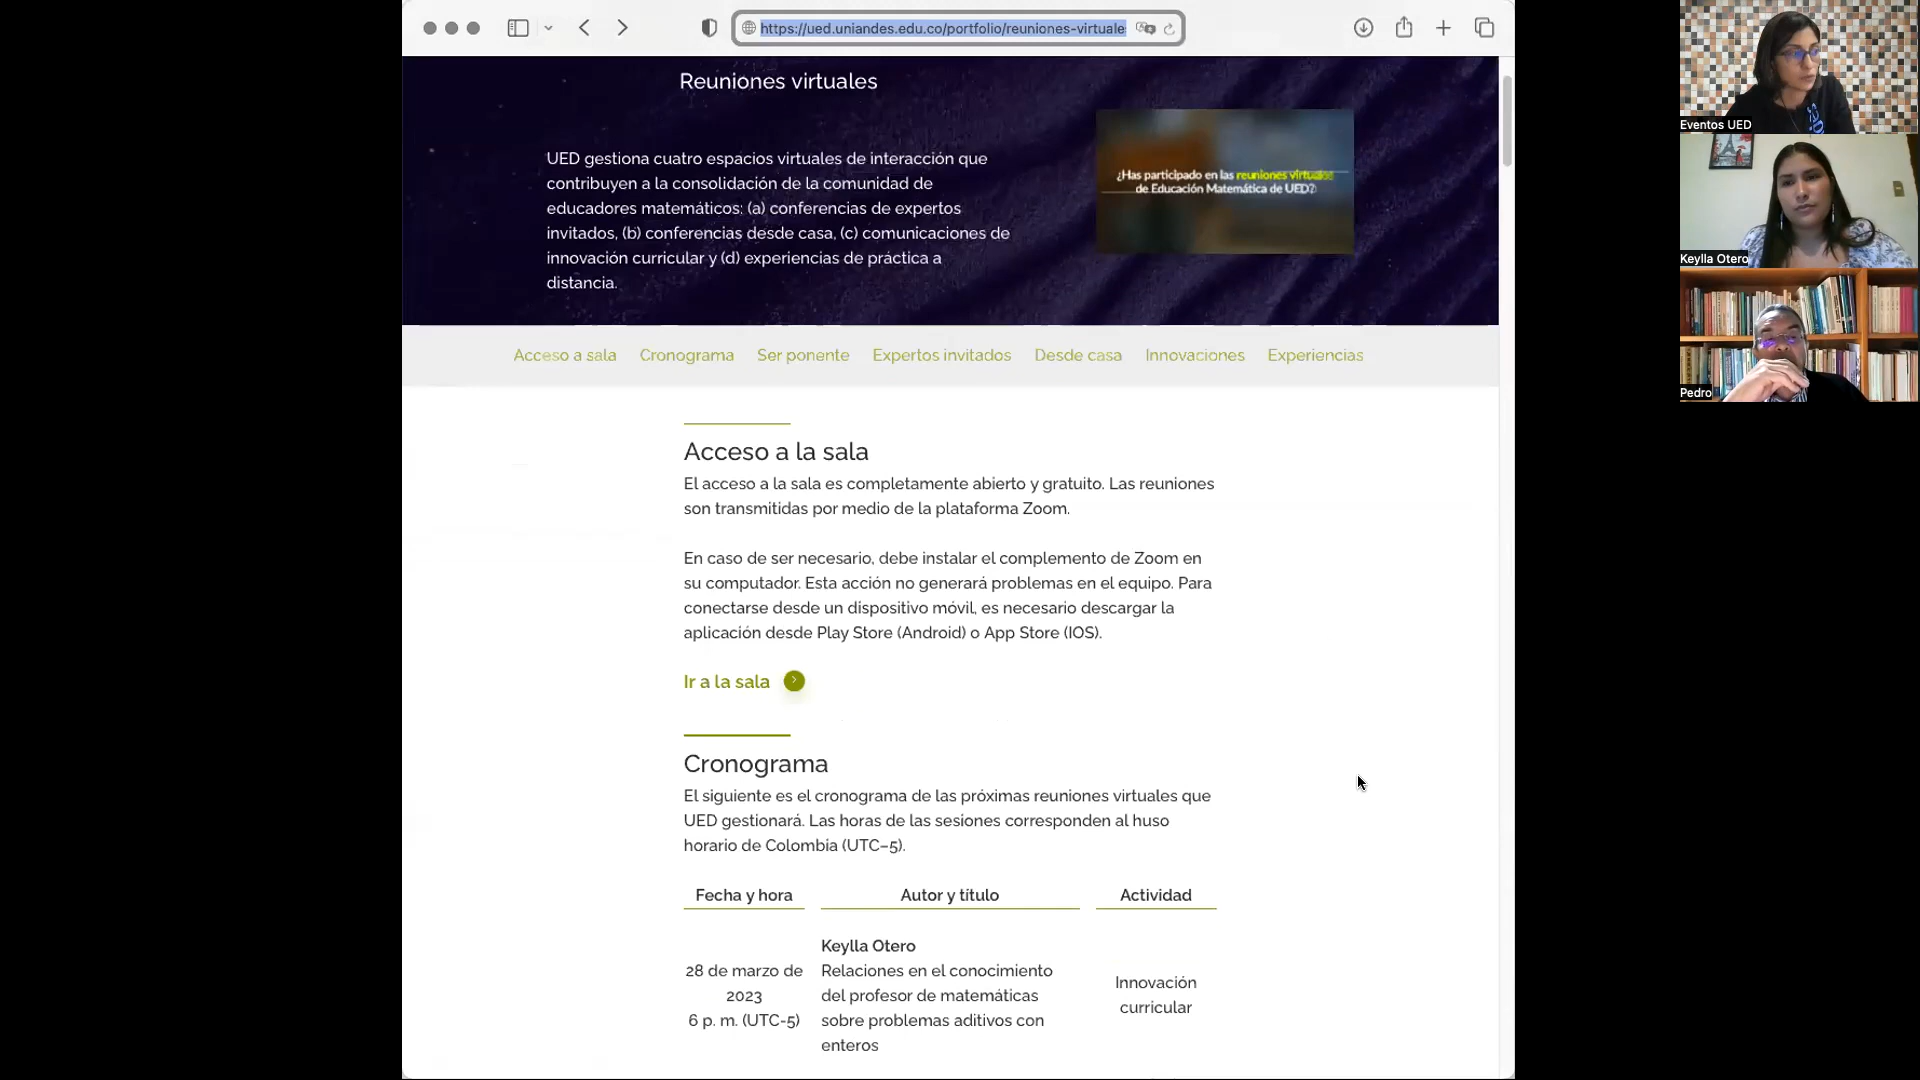 https://ued.uniandes.edu.co/portfolio/reuniones-virtuale
Reuniones virtuales
UED gestiona cuatro espacios virtuales de interacción que
contribuyen a la consolidación de la comunidad de
educadores matemáticos: (a) conferencias de expertos
invitados, (b) conferencias desde casa, (c) comunicaciones de
innovación curricular y (d) experiencias de práctica a
distancia.
¿Has participado en las reuniones virtuales
de Educación Matemática de UED?
Acceso a sala Cronograma Ser ponente Expertos invitados Desde casa Innovaciones Experiencias
Acceso a la sala
El acceso a la sala es completamente abierto y gratuito. Las reuniones
son transmitidas por medio de la plataforma Zoom.
En caso de ser necesario, debe instalar el complemento de Zoom en
su computador. Esta acción no generará problemas en el equipo. Para
conectarse desde un dispositivo móvil, es necesario descargar la
aplicación desde Play Store (Android) o App Store (IOS).
Ir a la sala
Cronograma
El siguiente es el cronograma de las próximas reuniones virtuales que
UED gestionará. Las horas de las sesiones corresponden al huso
horario de Colombia (UTC–5).
Fecha y hora Autor y título Actividad
28 de marzo de
2023
6 p. m. (UTC-5)
Keylla Otero
Relaciones en el conocimiento
del profesor de matemáticas
sobre problemas aditivos con
enteros
Innovación
curricular
Eventos UED
Keylla Otero
Pedro